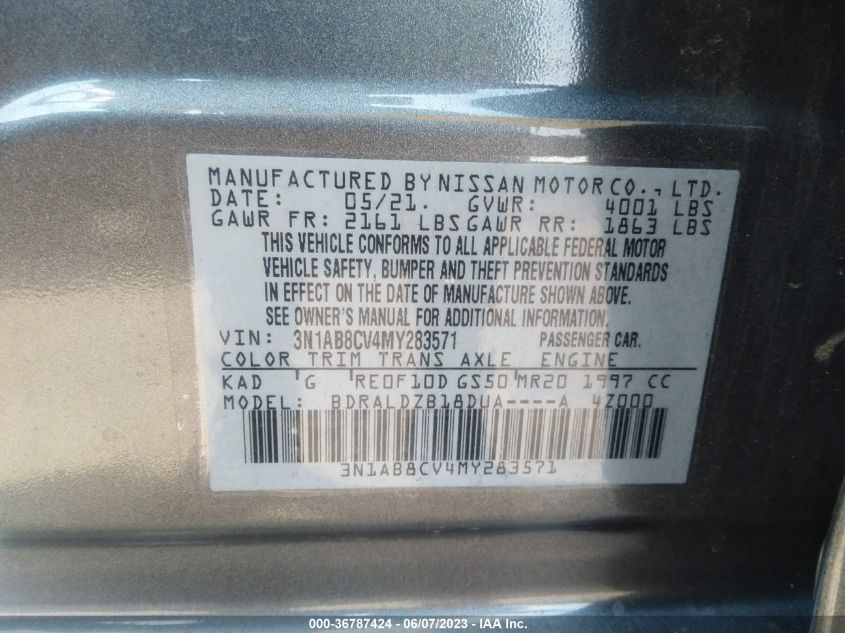 MANUFACTURED BY NISSAN MOTOR CO., LTD.
DATE: 05/21. GVWR: 4001 LBS
GAWR FR: 2161 LBS GAWR RR: 1863 LBS
THIS VEHICLE CONFORMS TO ALL APPLICABLE FEDERAL MOTOR
VEHICLE SAFETY, BUMPER AND THEFT PREVENTION STANDARDS
IN EFFECT ON THE DATE OF MANUFACTURE SHOWN ABOVE.
SEE OWNER'S MANUAL FOR ADDITIONAL INFORMATION.
VIN: 3N1AB8CV4MY283571 PASSENGER CAR.
COLOR TRIM TRANS AXLE ENGINE
KAD G RE0F10D GS50 MR20 1997 CC
MODEL: BDRALDZB18DUA----A 4Z000
3N1AB8CV4MY283571
000-36787424 - 06/07/2023 - IAA Inc.